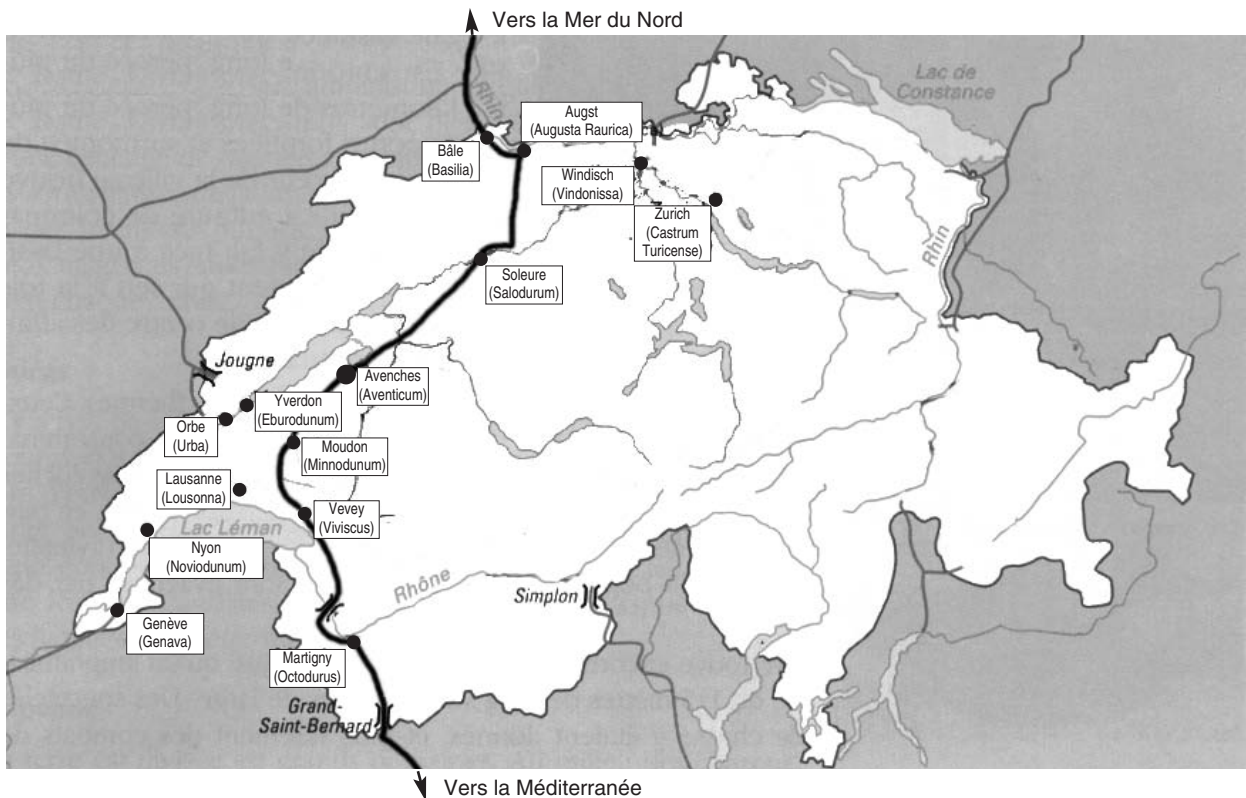 Vers la Mer du Nord
Rhin
Lac de
Constance
Augst
(Augusta Raurica)
Bâle
(Basilia)
Windisch
(Vindonissa)
Zurich
(Castrum
Turicense)
Rhin
Soleure
(Salodurum)
Jougne
Avenches
(Aventicum)
Yverdon
(Eburodunum)
Orbe
(Urba)
Moudon
(Minnodunum)
Lausanne
(Lousonna)
Vevey
(Viviscus)
Lac Léman
Nyon
(Noviodunum)
Rhône
Simplon
Genève
(Genava)
Martigny
(Octodurus)
Grand-
Saint-Bernard
Vers la Méditerranée